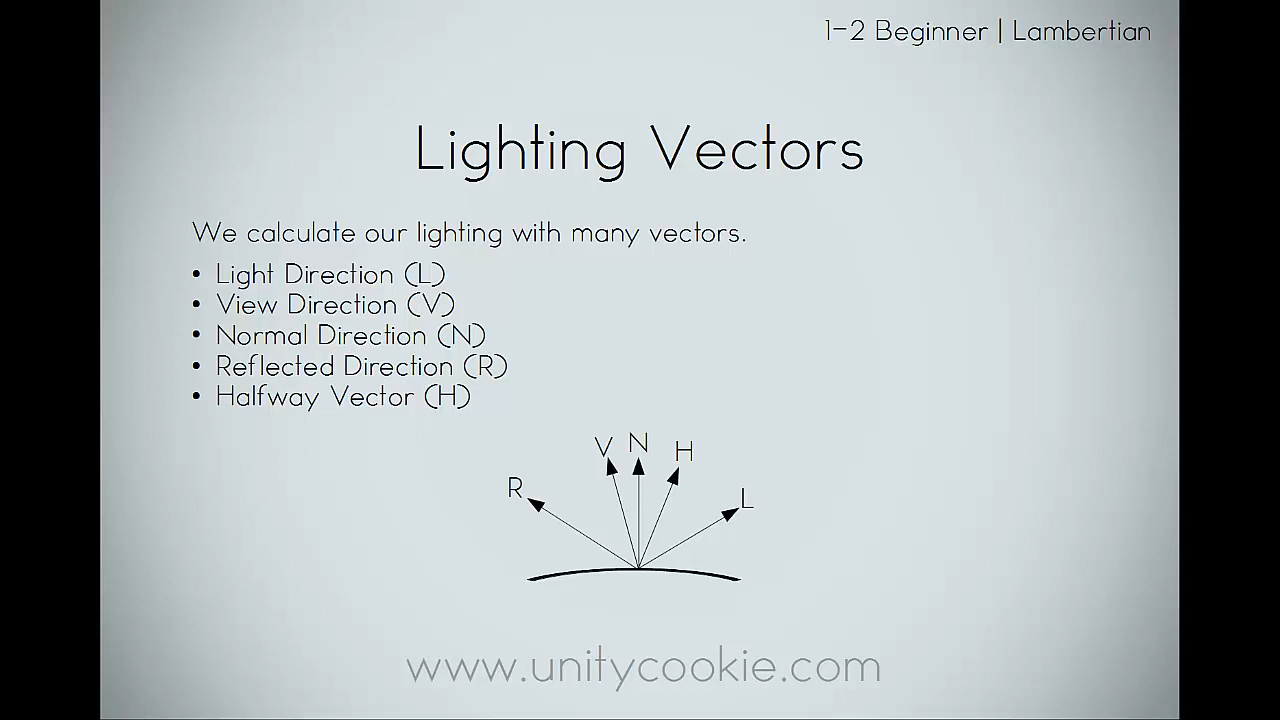 1-2 Beginner | Lambertian
Lighting Vectors
We calculate our lighting with many vectors.
• Light Direction (L)
• View Direction (V)
• Normal Direction (N)
• Reflected Direction (R)
• Halfway Vector (H)
V N H
R L
www.unitycookie.com